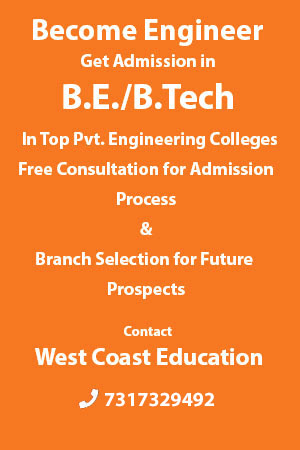 Become Engineer
Get Admission in
B.E./B.Tech
In Top Pvt. Engineering Colleges
Free Consultation for Admission
Process
&
Branch Selection for Future
Prospects
Contact
West Coast Education
7317329492